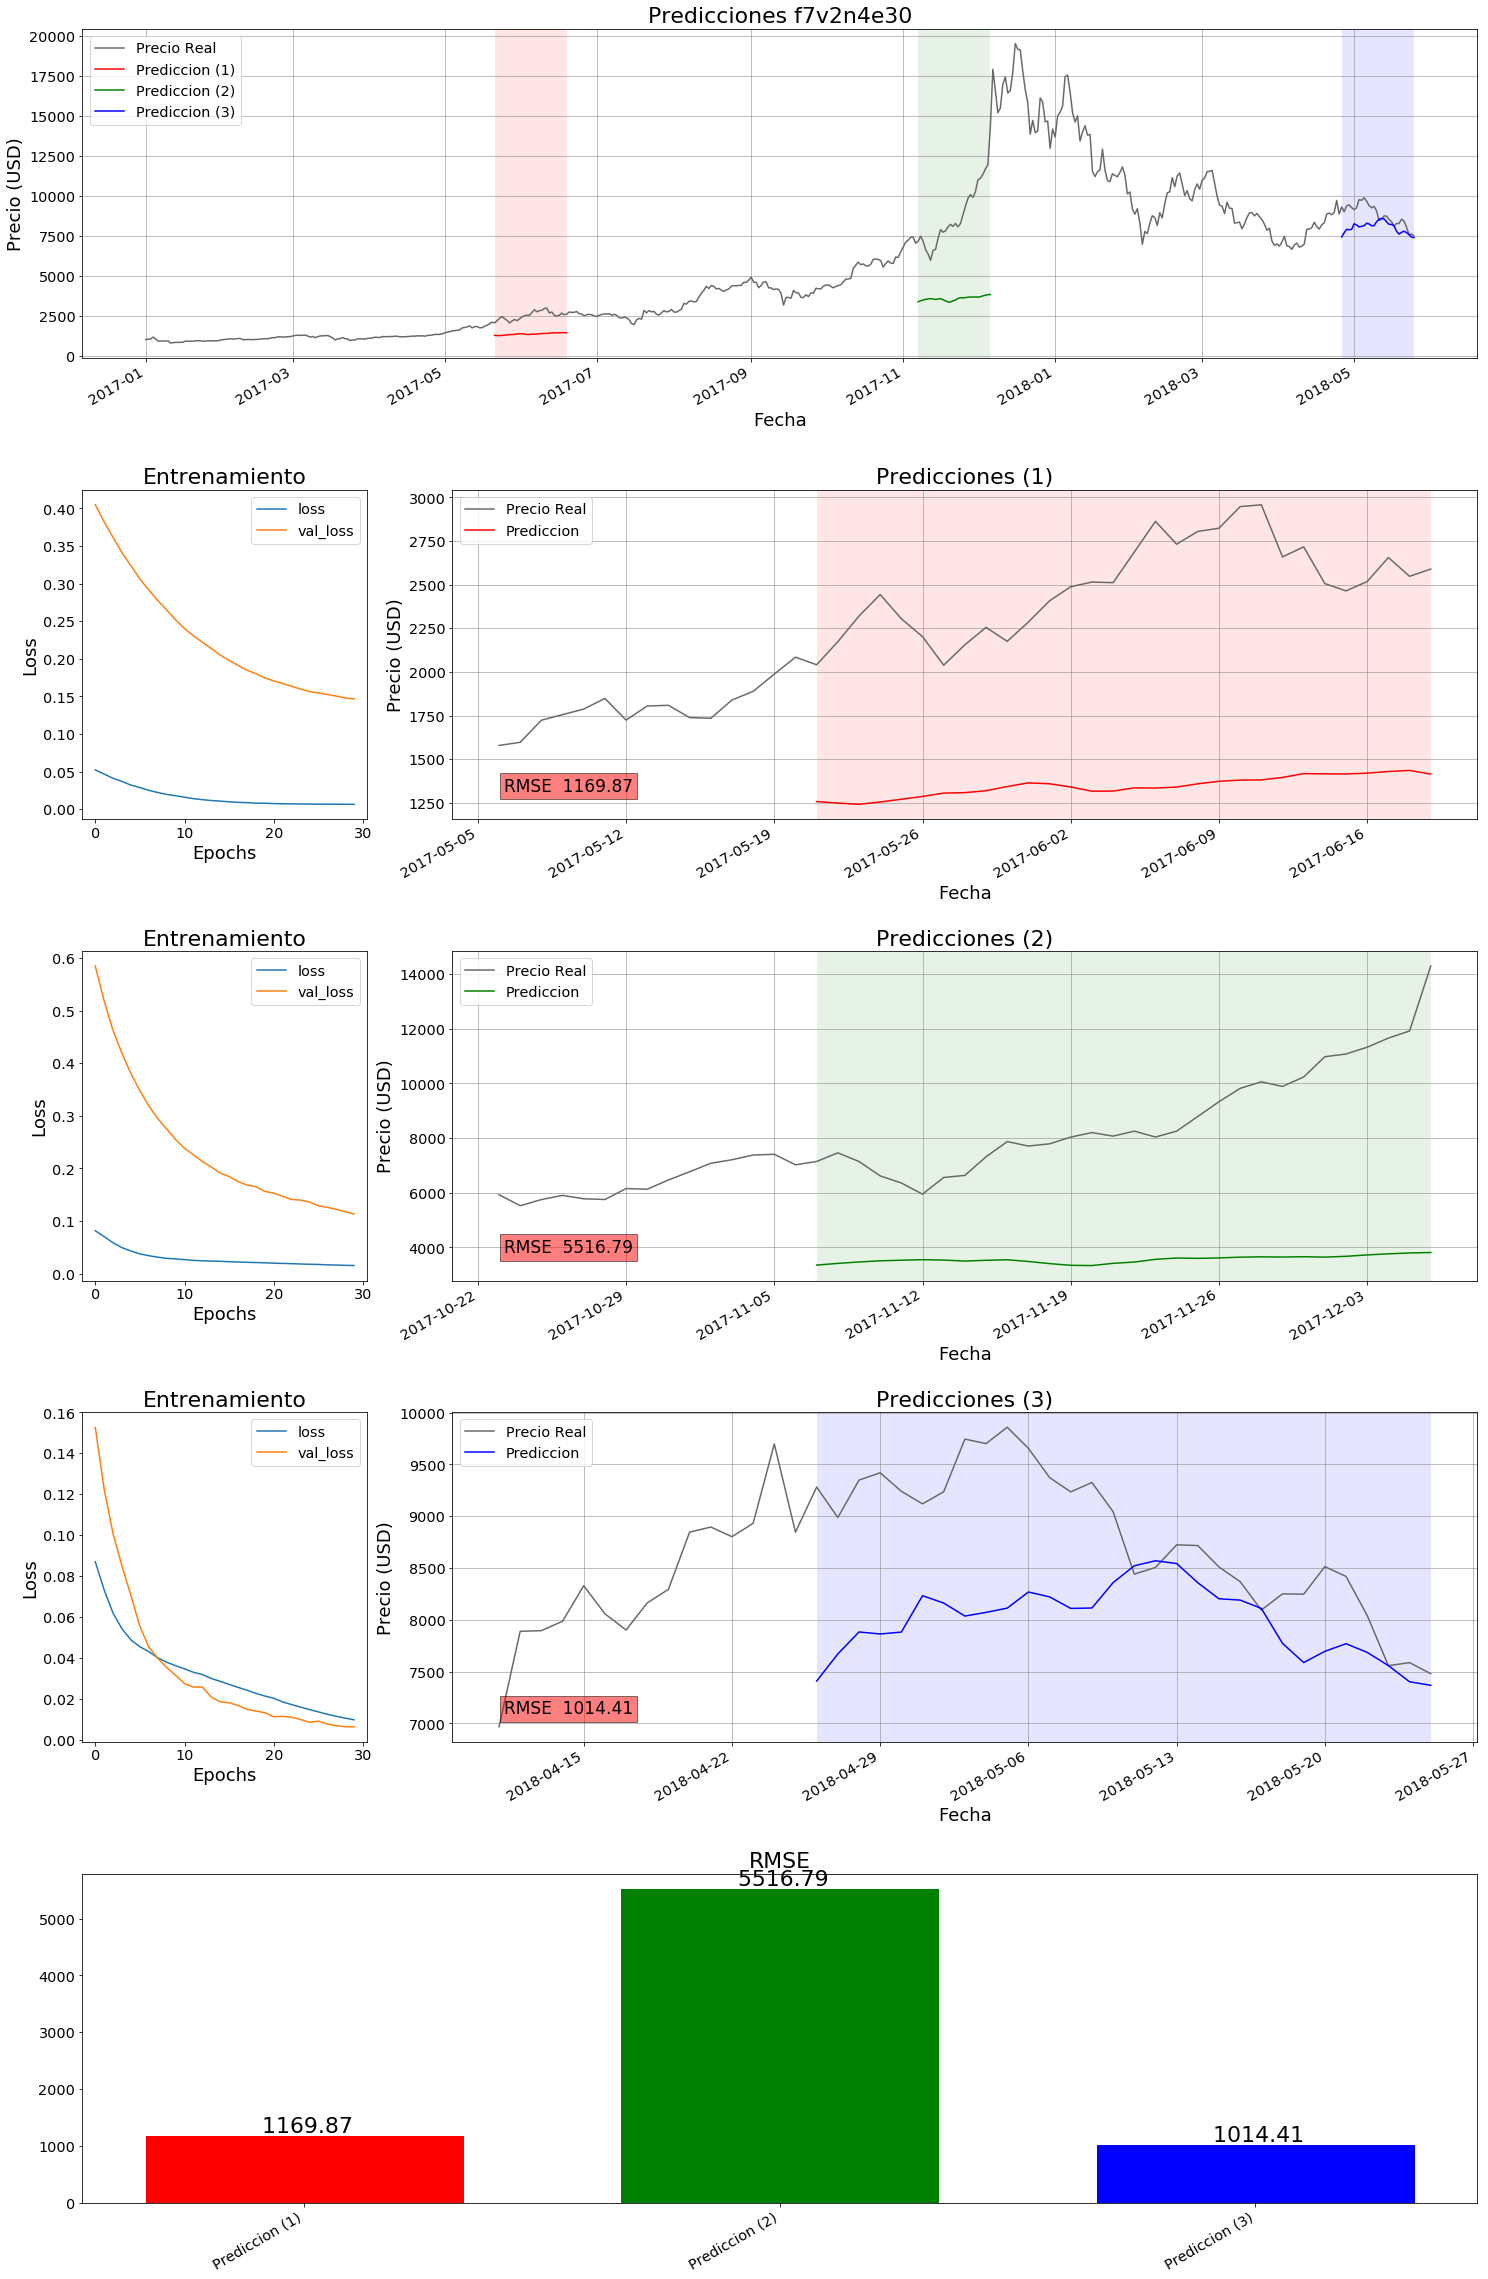 Predicciones f7v2n4e30
20000
17500
15000
12500
10000
7500
5000
2500
0
Precio (USD)
Precio Real
Prediccion (1)
Prediccion (2)
Prediccion (3)
2017-01
2017-03
2017-05
2017-07
2017-09
2017-11
2018-01
2018-03
2018-05
Fecha
Entrenamiento
0.40
0.35
0.30
0.25
0.20
0.15
0.10
0.05
0.00
Loss
loss
val_loss
0 10 20 30
Epochs
Predicciones (1)
3000
2750
2500
2250
2000
1750
1500
1250
Precio (USD)
Precio Real
Prediccion
RMSE 1169.87
2017-05-05
2017-05-12
2017-05-19
2017-05-26
2017-06-02
2017-06-09
2017-06-16
Fecha
Entrenamiento
0.6
0.5
0.4
0.3
0.2
0.1
0.0
Loss
loss
val_loss
0 10 20 30
Epochs
Predicciones (2)
14000
12000
10000
8000
6000
4000
Precio (USD)
Precio Real
Prediccion
RMSE 5516.79
2017-10-22
2017-10-29
2017-11-05
2017-11-12
2017-11-19
2017-11-26
2017-12-03
Fecha
Entrenamiento
0.16
0.14
0.12
0.10
0.08
0.06
0.04
0.02
0.00
Loss
loss
val_loss
0 10 20 30
Epochs
Predicciones (3)
10000
9500
9000
8500
8000
7500
7000
Precio (USD)
Precio Real
Prediccion
RMSE 1014.41
2018-04-15
2018-04-22
2018-04-29
2018-05-06
2018-05-13
2018-05-20
2018-05-27
Fecha
RMSE
5000
4000
3000
2000
1000
0
1169.87
5516.79
1014.41
Prediccion (1)
Prediccion (2)
Prediccion (3)